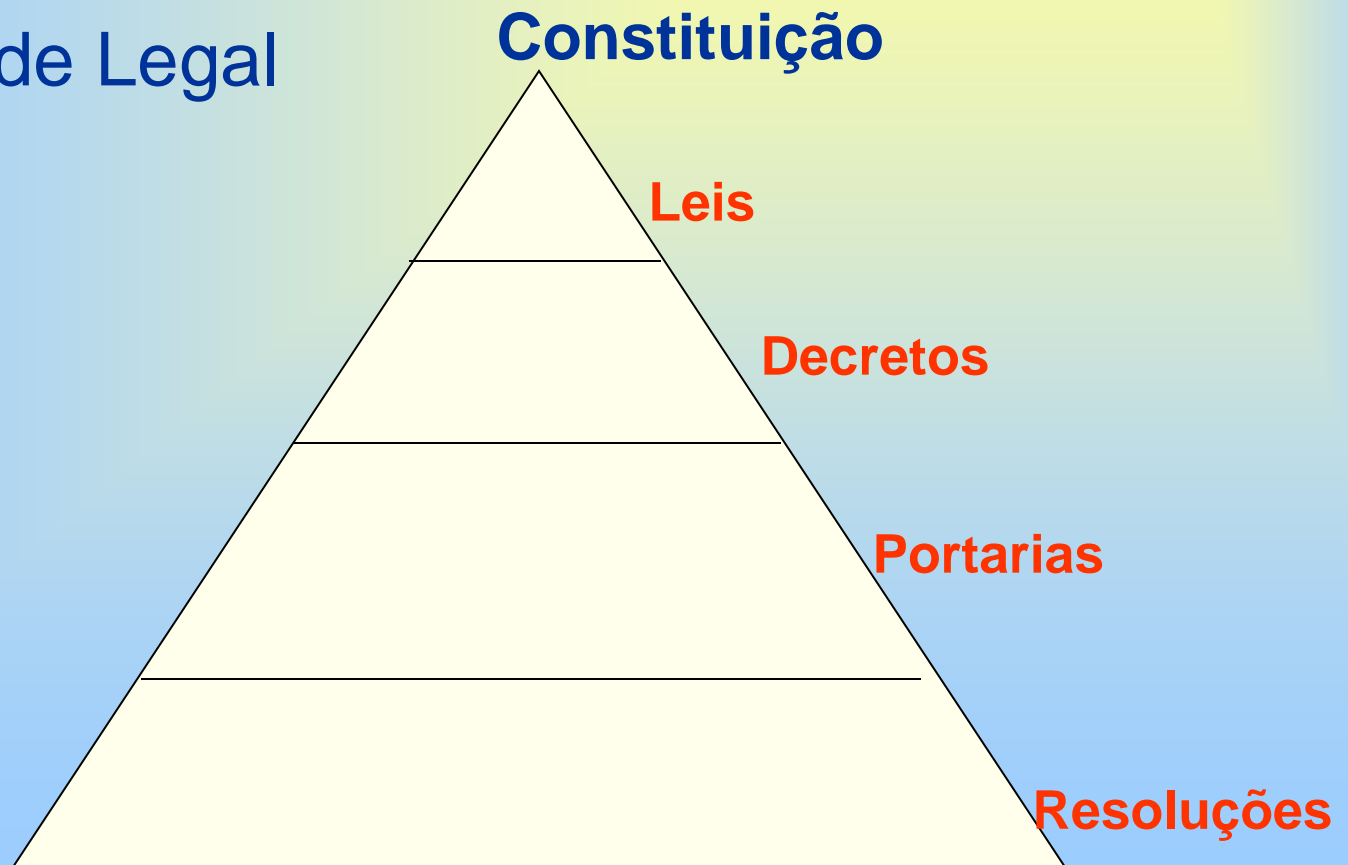 de Legal
Constituição
Leis
Decretos
Portarias
Resoluções